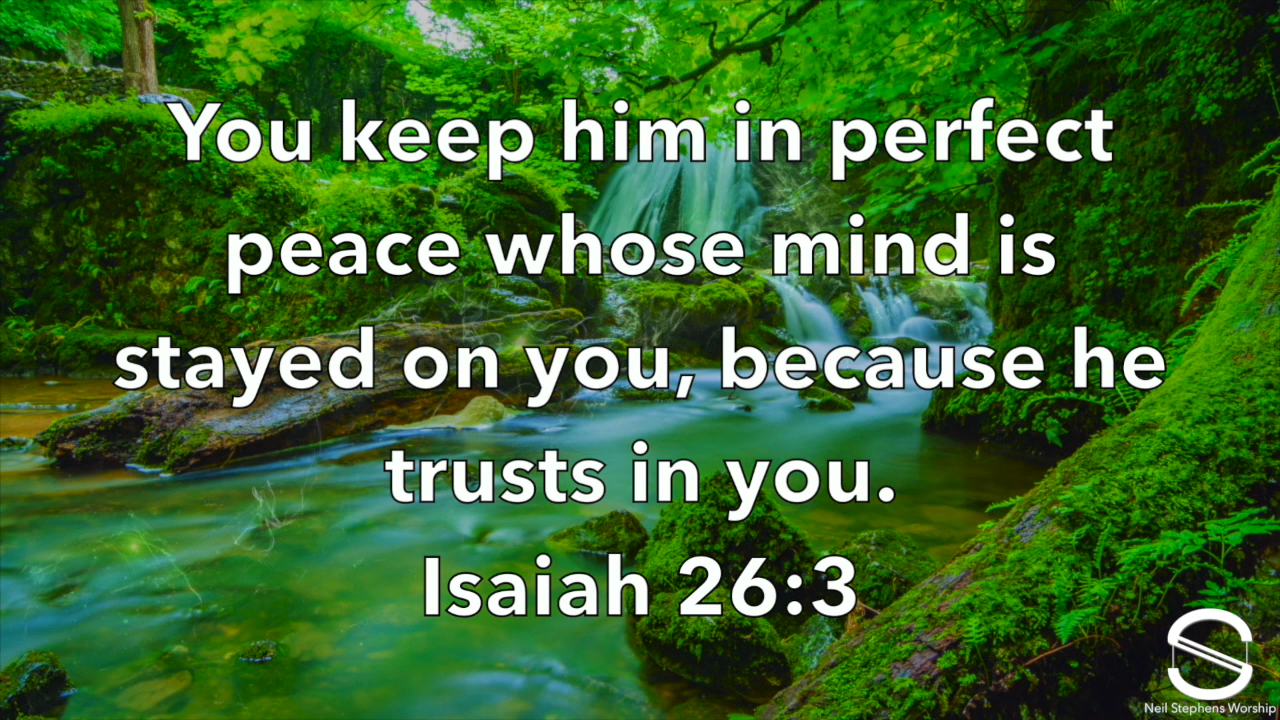 You keep him in perfect
peace whose mind is
stayed on you, because he
trusts in you.
Isaiah 26:3
Neil Stephens Worship